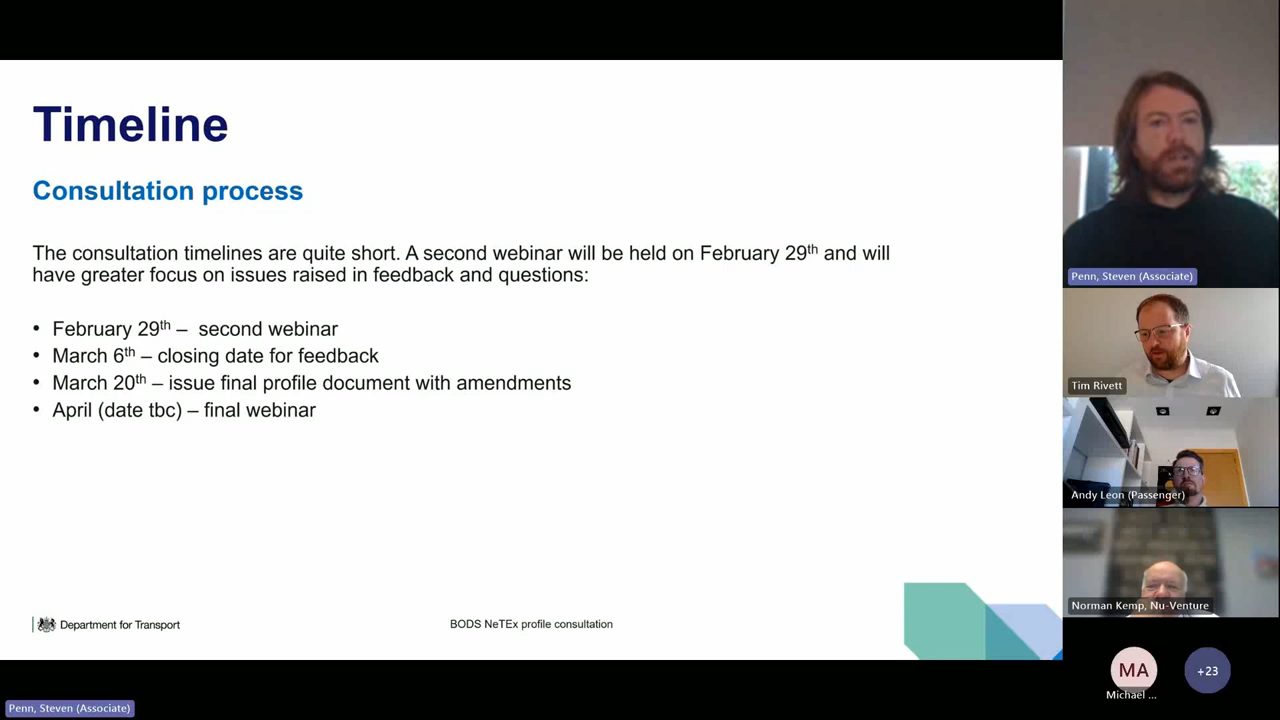 Timeline
Consultation process
The consultation timelines are quite short. A second webinar will be held on February 29th and will
have greater focus on issues raised in feedback and questions:
• February 29th – second webinar
• March 6th – closing date for feedback
• March 20th – issue final profile document with amendments
• April (date tbc) – final webinar
Department for Transport
BODS NeTEx profile consultation
Penn, Steven (Associate)
Tim Rivett
Andy Leon (Passenger)
Norman Kemp, Nu-Venture
MA
+23
Michael ...
Penn, Steven (Associate)